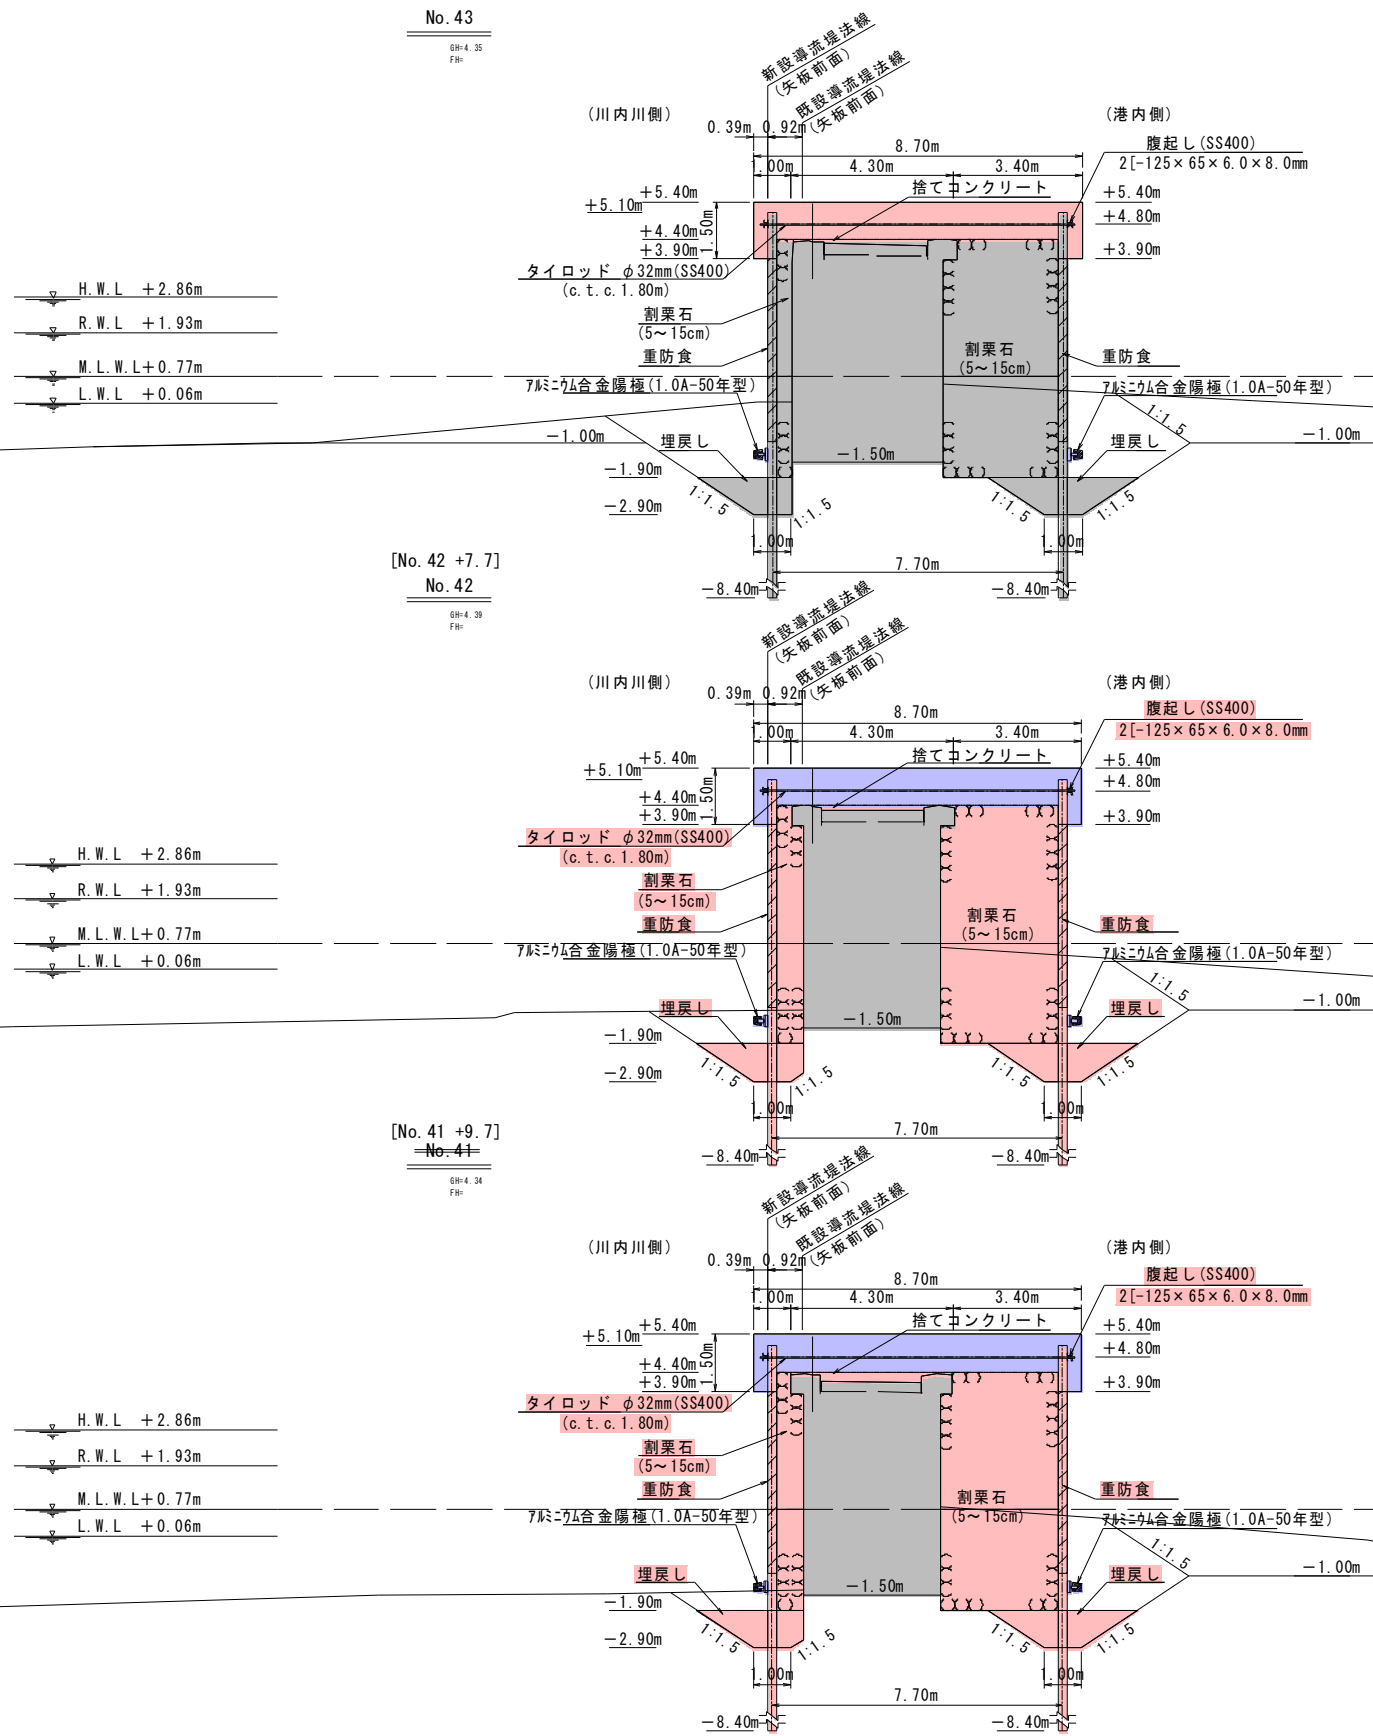 No.43
GH=4.35
FH=
新設導流堤法線
(矢板前面)
既設導流堤法線
(矢板前面)
(川内川側)
(港内側)
0.39m 0.92m
8.70m
1.00m 4.30m 3.40m
腹起し(SS400)
2[-125×65×6.0×8.0mm
捨てコンクリート
+5.40m
+5.10m
+4.40m
+3.90m
1.50m
+5.40m
+4.80m
+3.90m
タイロッド φ32mm(SS400)
(c.t.c.1.80m)
H.W.L +2.86m
R.W.L +1.93m
M.L.W.L+0.77m
L.W.L +0.06m
割栗石
(5~15cm)
重防食
割栗石
(5~15cm)
重防食
アルミニウム合金陽極(1.0A-50年型)
アルミニウム合金陽極(1.0A-50年型)
1:1.5
-1.00m
埋戻し
埋戻し
-1.00m
-1.50m
-1.90m
-2.90m
1:1.5
1:1.5
1:1.5
1:1.5
1.00m
1.00m
7.70m
-8.40m
-8.40m
[No.42 +7.7]
No.42
GH=4.39
FH=
新設導流堤法線
(矢板前面)
既設導流堤法線
(矢板前面)
(川内川側)
(港内側)
0.39m 0.92m
8.70m
1.00m 4.30m 3.40m
腹起し(SS400)
2[-125×65×6.0×8.0mm
捨てコンクリート
+5.40m
+5.10m
+4.40m
+3.90m
1.50m
+5.40m
+4.80m
+3.90m
タイロッド φ32mm(SS400)
(c.t.c.1.80m)
H.W.L +2.86m
R.W.L +1.93m
M.L.W.L+0.77m
L.W.L +0.06m
割栗石
(5~15cm)
重防食
割栗石
(5~15cm)
重防食
アルミニウム合金陽極(1.0A-50年型)
アルミニウム合金陽極(1.0A-50年型)
1:1.5
-1.00m
埋戻し
埋戻し
-1.50m
-1.90m
-2.90m
1:1.5
1:1.5
1:1.5
1:1.5
1.00m
1.00m
7.70m
-8.40m
-8.40m
[No.41 +9.7]
No.41
GH=4.34
FH=
新設導流堤法線
(矢板前面)
既設導流堤法線
(矢板前面)
(川内川側)
(港内側)
0.39m 0.92m
8.70m
1.00m 4.30m 3.40m
腹起し(SS400)
2[-125×65×6.0×8.0mm
捨てコンクリート
+5.40m
+5.10m
+4.40m
+3.90m
1.50m
+5.40m
+4.80m
+3.90m
タイロッド φ32mm(SS400)
(c.t.c.1.80m)
H.W.L +2.86m
R.W.L +1.93m
M.L.W.L+0.77m
L.W.L +0.06m
割栗石
(5~15cm)
重防食
割栗石
(5~15cm)
重防食
アルミニウム合金陽極(1.0A-50年型)
アルミニウム合金陽極(1.0A-50年型)
1:1.5
-1.00m
埋戻し
埋戻し
-1.50m
-1.90m
-2.90m
1:1.5
1:1.5
1:1.5
1:1.5
1.00m
1.00m
7.70m
-8.40m
-8.40m